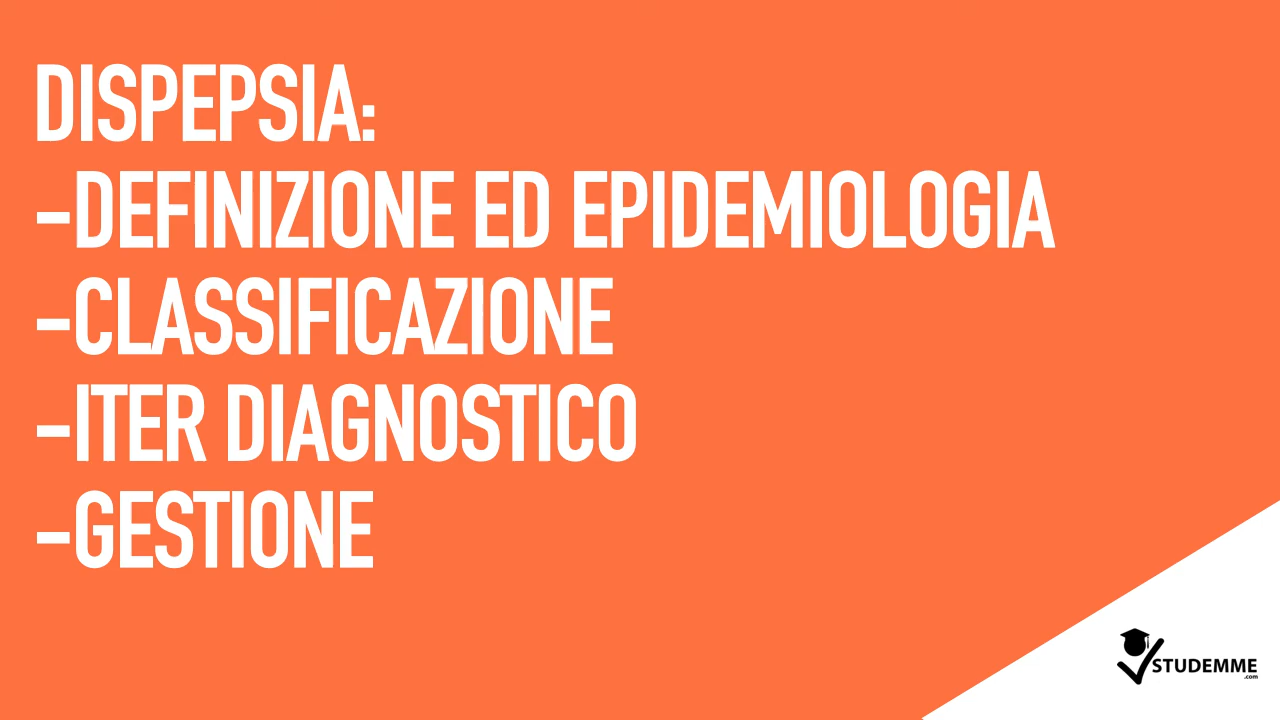 DISPEPSIA:
-DEFINIZIONE ED EPIDEMIOLOGIA
-CLASSIFICAZIONE
-ITER DIAGNOSTICO
-GESTIONE
STUDEMME
.com